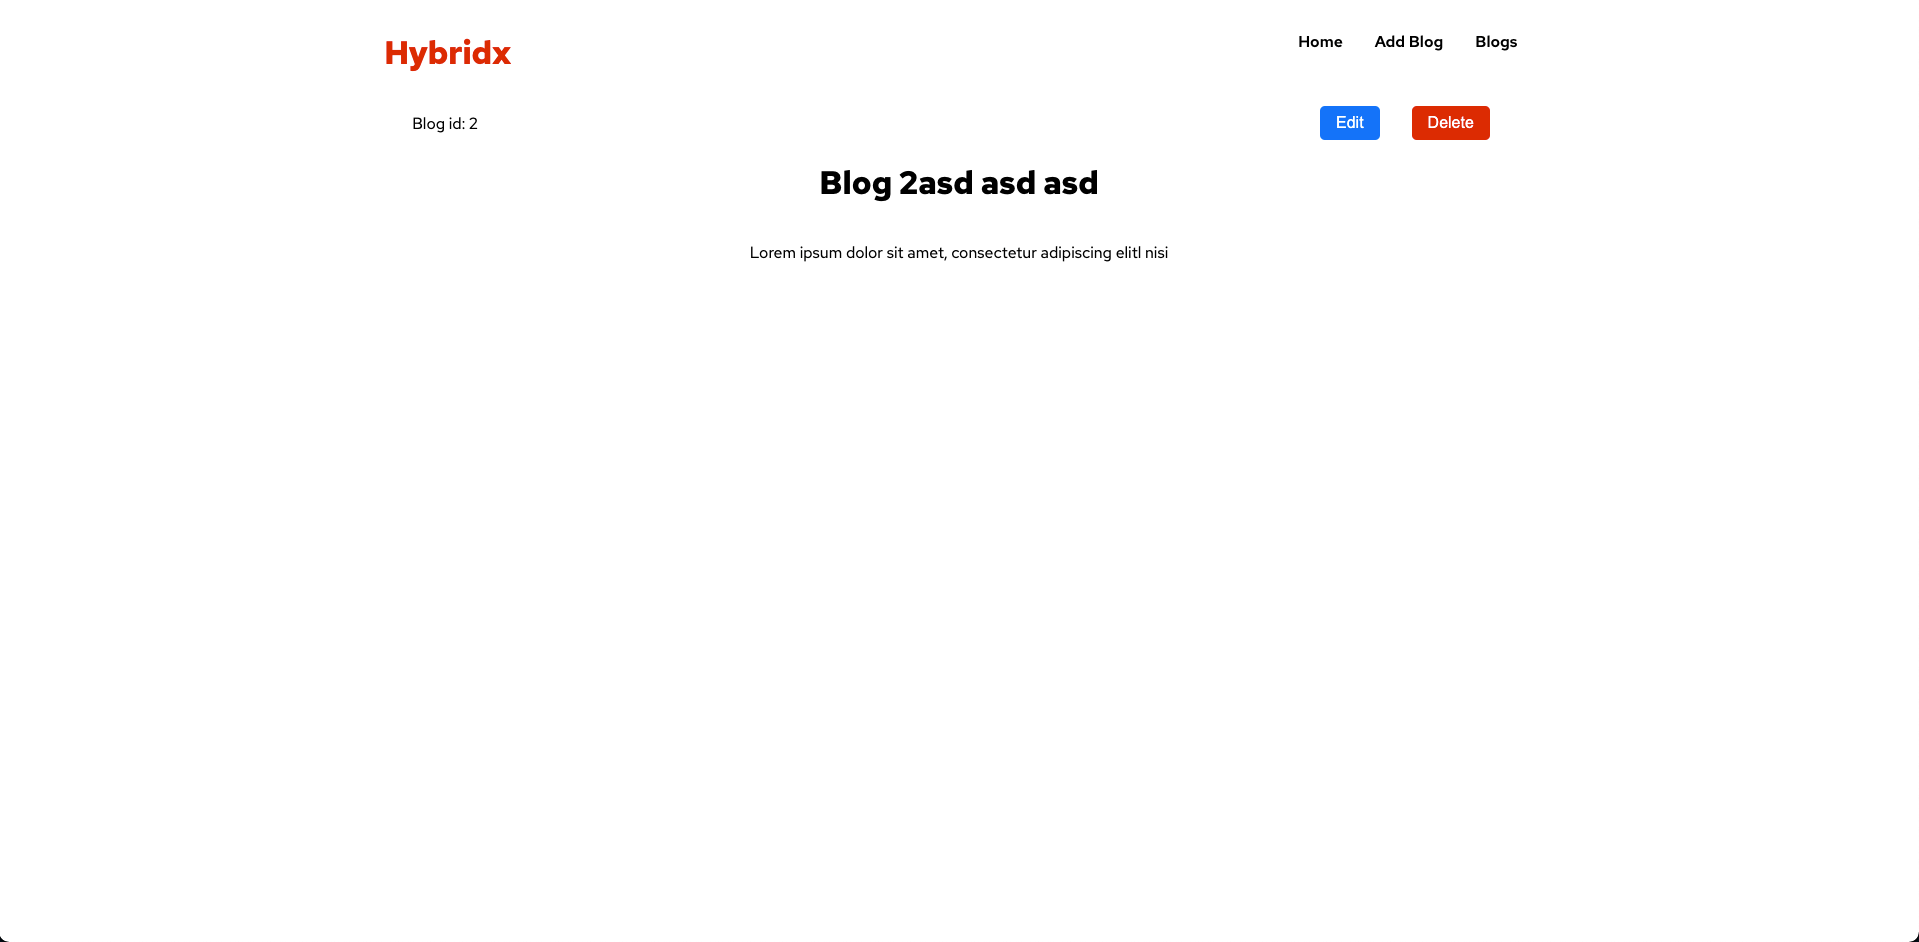 Hybridx
Home Add Blog Blogs
Blog id: 2
Edit Delete
Blog 2asd asd asd
Lorem ipsum dolor sit amet, consectetur adipiscing elitl nisi